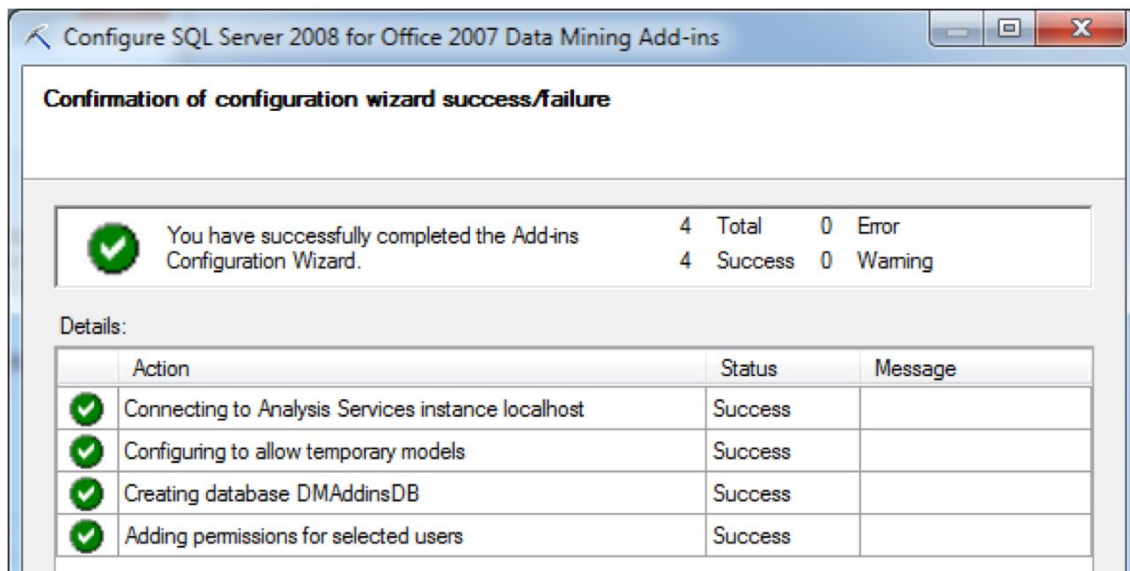 Configure SQL Server 2008 for Office 2007 Data Mining Add-ins
Confirmation of configuration wizard success/failure
You have successfully completed the Add-ins
Configuration Wizard.
4 Total 0 Error
4 Success 0 Warning
Details:
Action Status Message
Connecting to Analysis Services instance localhost Success
Configuring to allow temporary models Success
Creating database DMAddinsDB Success
Adding permissions for selected users Success